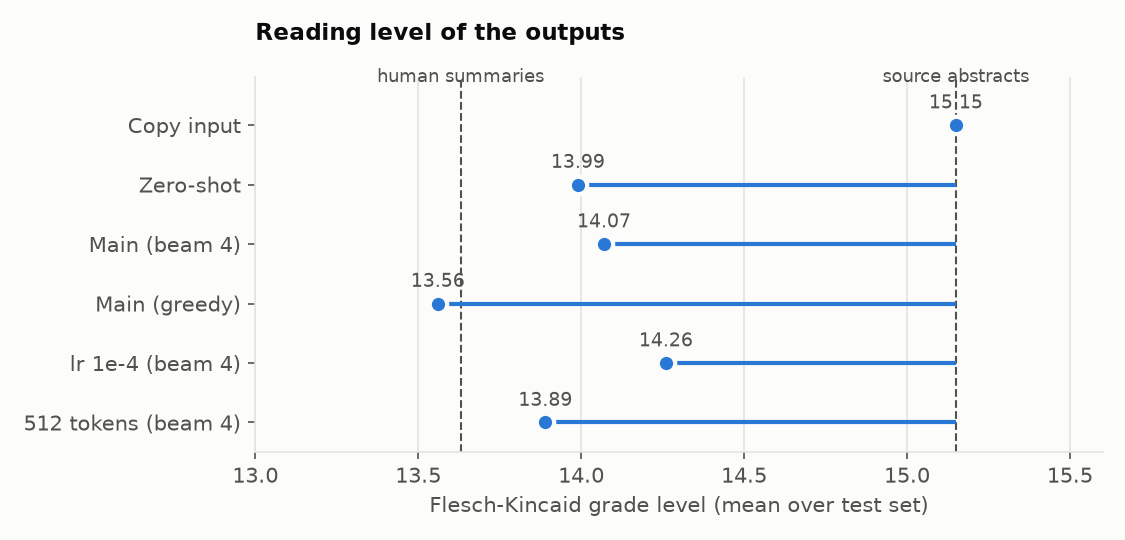 Reading level of the outputs
human summaries
source abstracts
Copy input
15.15
Zero-shot
13.99
Main (beam 4)
14.07
Main (greedy)
13.56
lr 1e-4 (beam 4)
14.26
512 tokens (beam 4)
13.89
13.0 13.5 14.0 14.5 15.0 15.5
Flesch-Kincaid grade level (mean over test set)